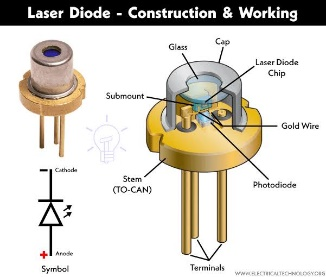 Laser Diode - Construction & Working
Glass
Cap
Laser Diode
Chip
Submount
Gold Wire
Photodiode
Stem
(TO-CAN)
Terminals
- Cathode
+ Anode
Symbol
WWW.ELECTRICALTECHNOLOGY.ORG